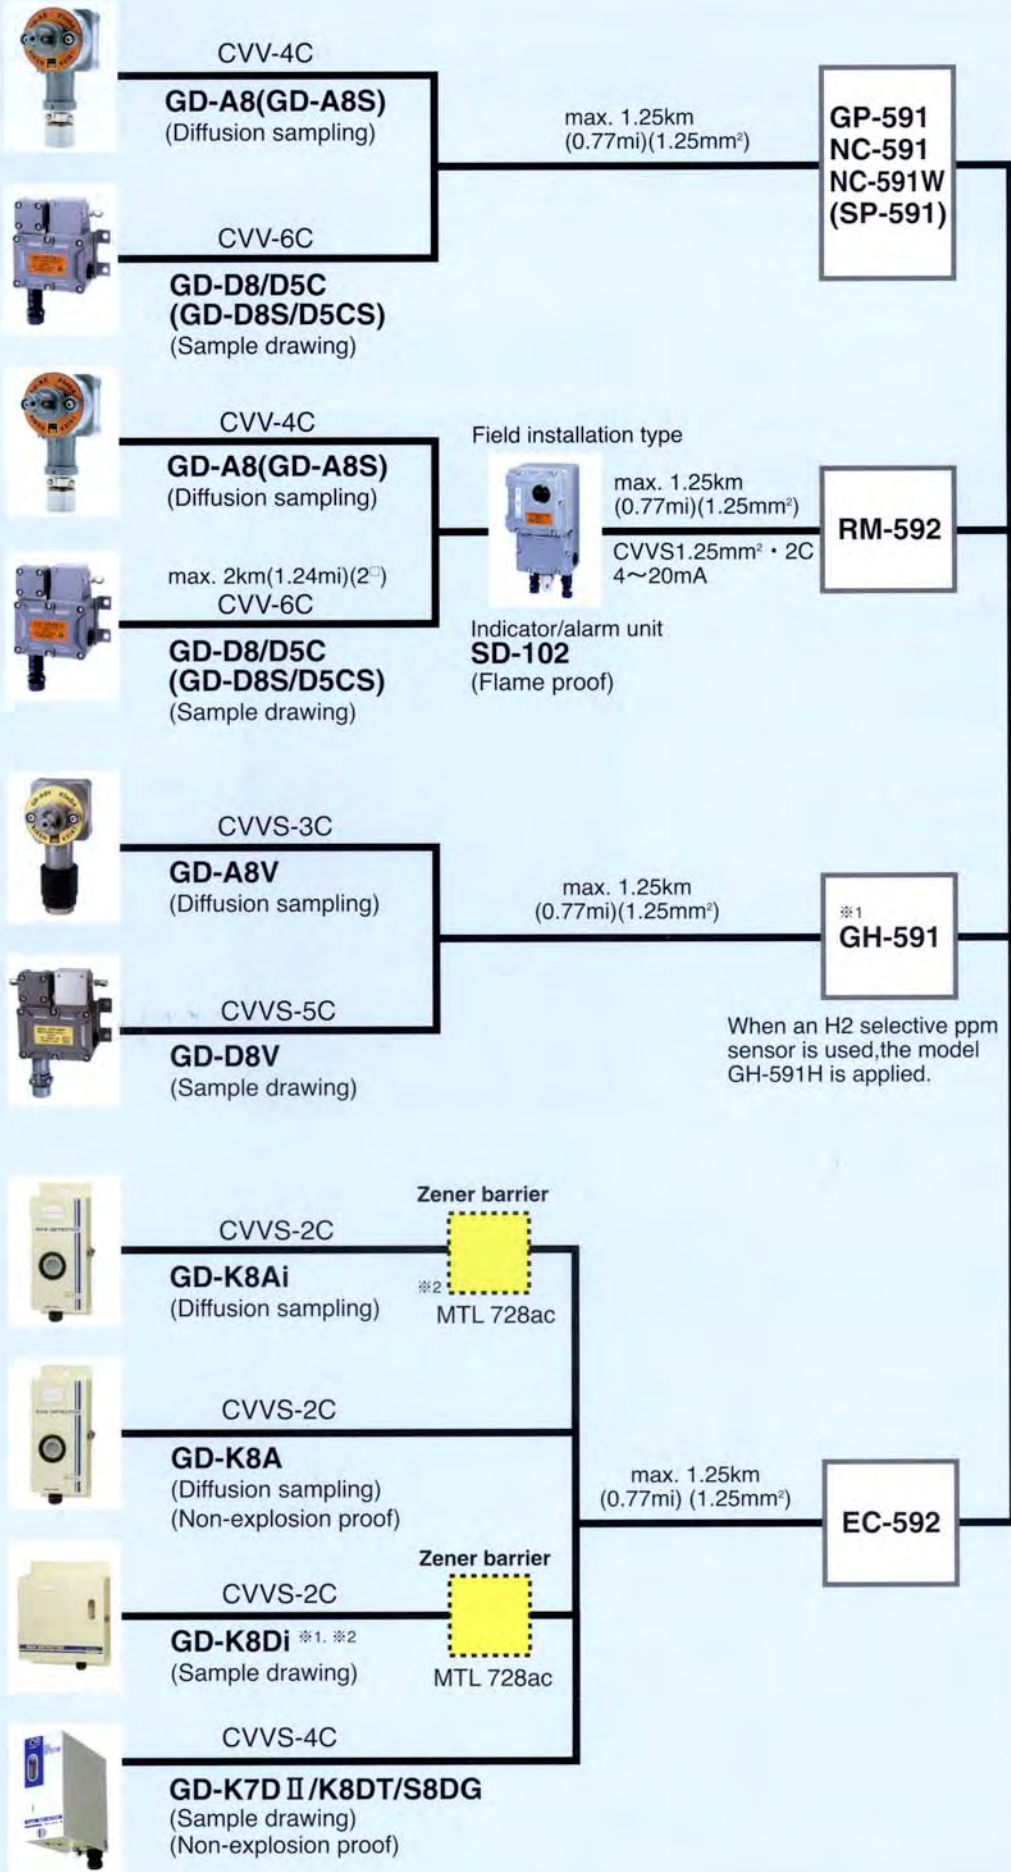 CVV-4C
GD-A8(GD-A8S)
(Diffusion sampling)
max. 1.25km
(0.77mi)(1.25mm²)
GP-591
NC-591
NC-591W
(SP-591)
CVV-6C
GD-D8/D5C
(GD-D8S/D5CS)
(Sample drawing)
CVV-4C
GD-A8(GD-A8S)
(Diffusion sampling)
Field installation type
max. 1.25km
(0.77mi)(1.25mm²)
CVVS1.25mm²・2C
4〜20mA
RM-592
max. 2km(1.24mi)(2□)
CVV-6C
GD-D8/D5C
(GD-D8S/D5CS)
(Sample drawing)
Indicator/alarm unit
SD-102
(Flame proof)
CVVS-3C
GD-A8V
(Diffusion sampling)
max. 1.25km
(0.77mi)(1.25mm²)
※1
GH-591
When an H2 selective ppm
sensor is used,the model
GH-591H is applied.
CVVS-5C
GD-D8V
(Sample drawing)
Zener barrier
CVVS-2C
GD-K8Ai
(Diffusion sampling)
※2
MTL 728ac
GAS DETECTOR
CVVS-2C
GD-K8A
(Diffusion sampling)
(Non-explosion proof)
max. 1.25km
(0.77mi) (1.25mm²)
EC-592
Zener barrier
CVVS-2C
GD-K8Di ※1. ※2
(Sample drawing)
MTL 728ac
CVVS-4C
GD-K7DⅡ/K8DT/S8DG
(Sample drawing)
(Non-explosion proof)